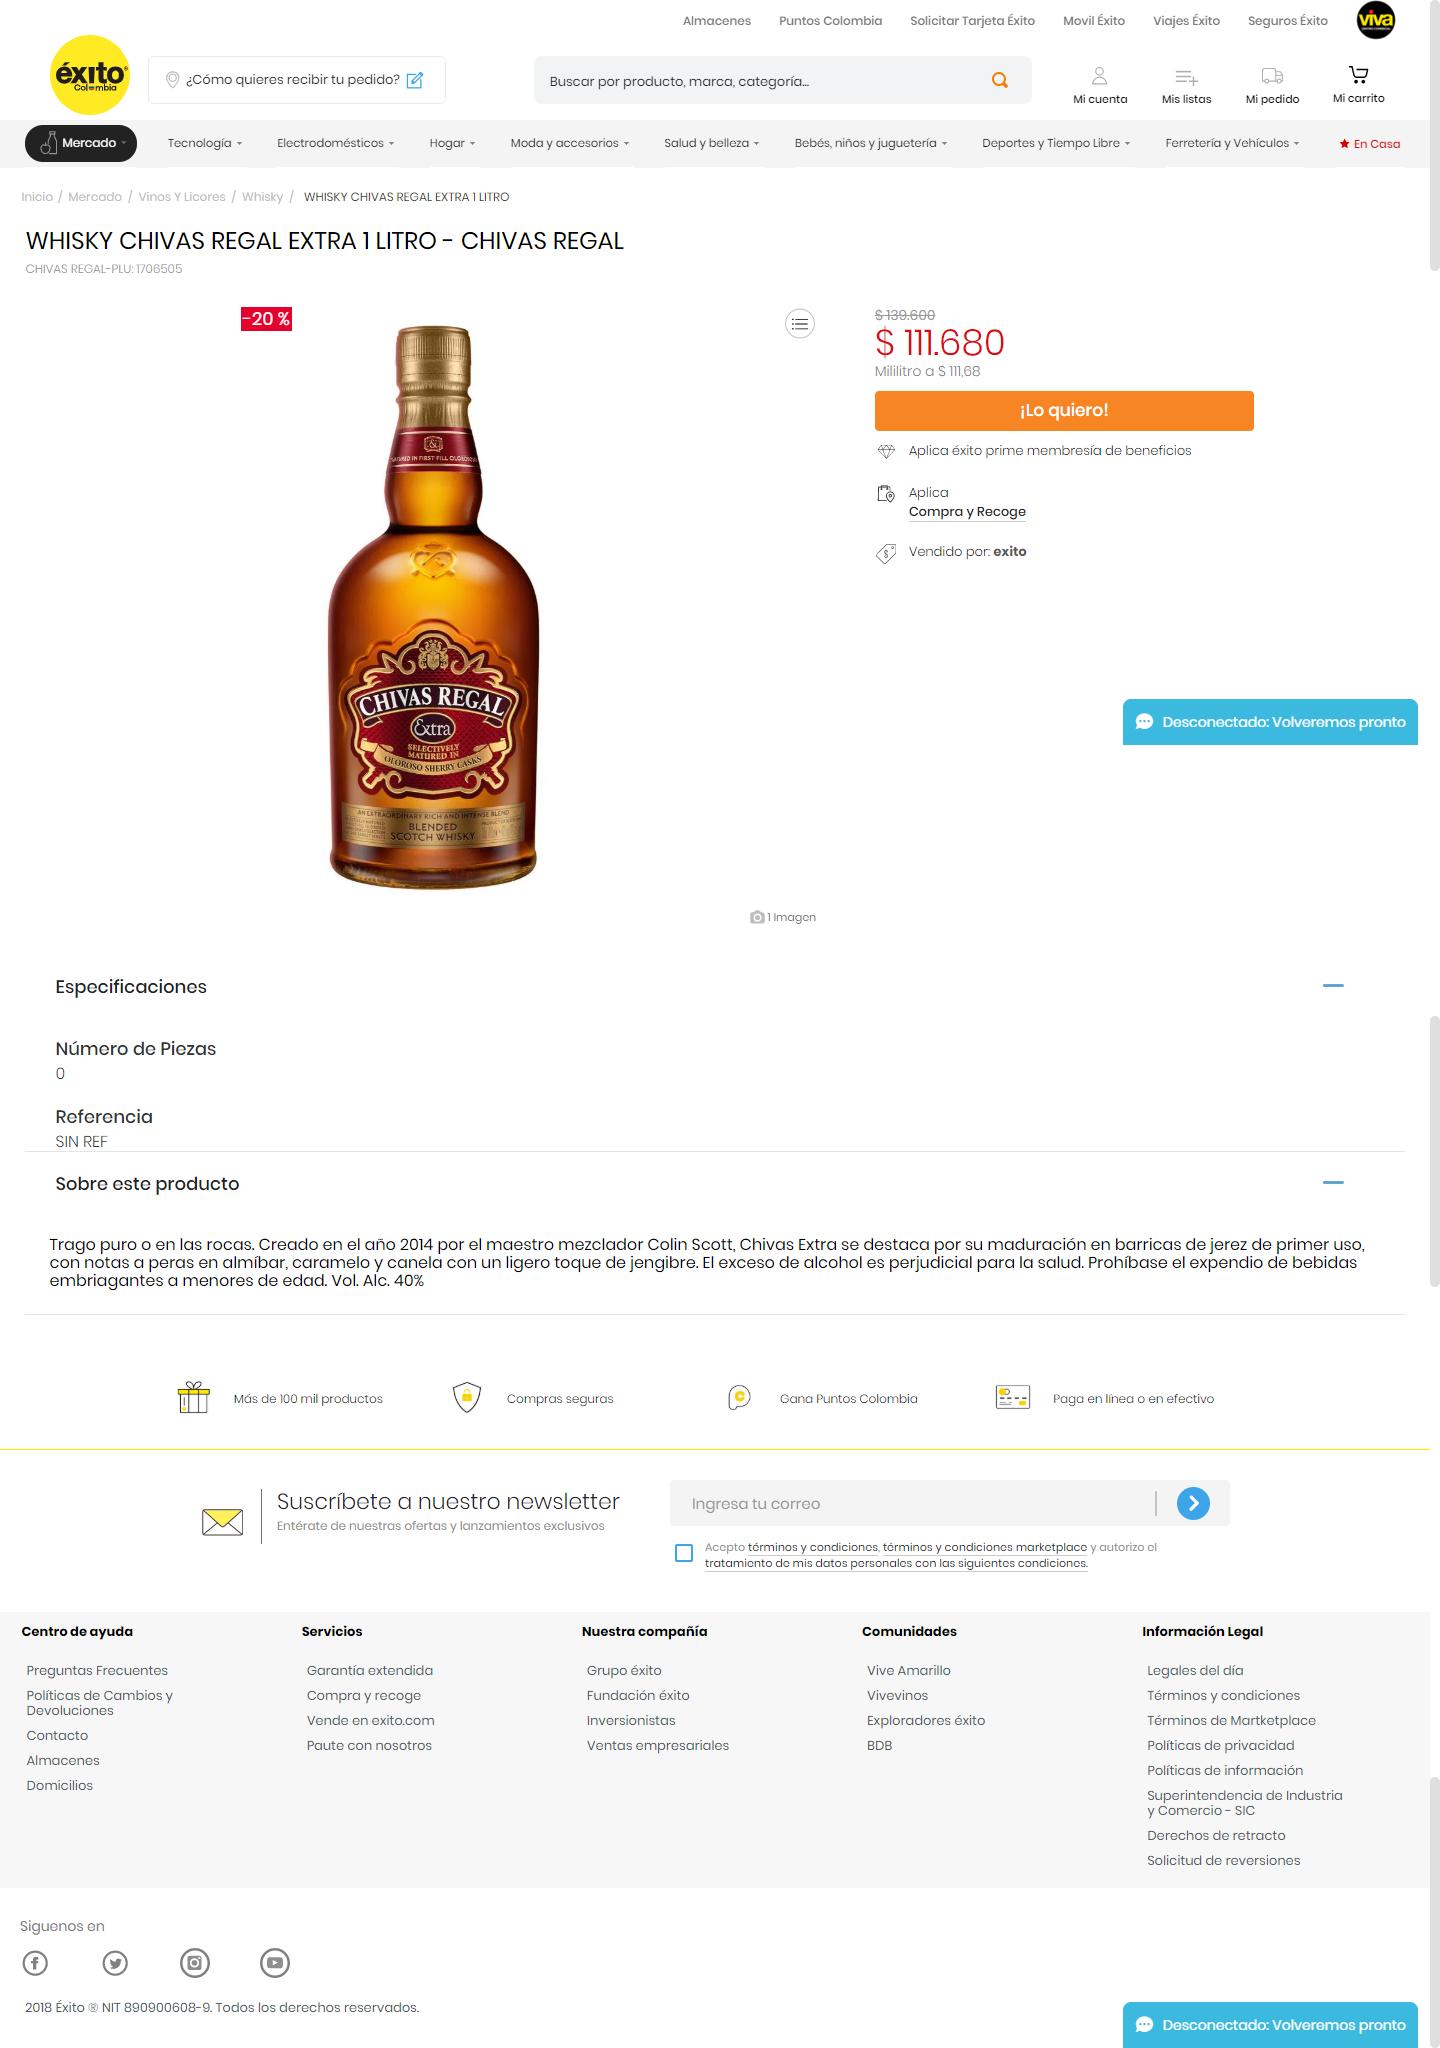 Almacenes Puntos Colombia Solicitar Tarjeta Éxito Movil Éxito Viajes Éxito Seguros Éxito viva
éxito
Colombia
¿Cómo quieres recibir tu pedido?
Buscar por producto, marca, categoría...
Mi cuenta Mis listas Mi pedido Mi carrito
Mercado Tecnología Electrodomésticos Hogar Moda y accesorios Salud y belleza Bebés, niños y juguetería Deportes y Tiempo Libre Ferretería y Vehículos En Casa
Inicio / Mercado / Vinos Y Licores / Whisky / WHISKY CHIVAS REGAL EXTRA 1 LITRO
WHISKY CHIVAS REGAL EXTRA 1 LITRO - CHIVAS REGAL
CHIVAS REGAL-PLU: 1706505
-20 %
CHIVAS REGAL
Extra
SELECTIVELY
MATURED IN
OLOROSO SHERRY CASKS
AN EXTRAORDINARY RICH AND INTENSE BLEND
BLENDED
SCOTCH WHISKY
$ 139.600
$ 111.680
Mililitro a $ 111,68
¡Lo quiero!
Aplica éxito prime membresía de beneficios
Aplica
Compra y Recoge
Vendido por: exito
Desconectado: Volveremos pronto
1 Imagen
Especificaciones
Número de Piezas
0
Referencia
SIN REF
Sobre este producto
Trago puro o en las rocas. Creado en el año 2014 por el maestro mezclador Colin Scott, Chivas Extra se destaca por su maduración en barricas de jerez de primer uso,
con notas a peras en almíbar, caramelo y canela con un ligero toque de jengibre. El exceso de alcohol es perjudicial para la salud. Prohíbase el expendio de bebidas
embriagantes a menores de edad. Vol. Alc. 40%
Más de 100 mil productos Compras seguras Gana Puntos Colombia Paga en línea o en efectivo
Suscríbete a nuestro newsletter
Entérate de nuestras ofertas y lanzamientos exclusivos
Ingresa tu correo
Acepto términos y condiciones, términos y condiciones marketplace y autorizo el
tratamiento de mis datos personales con las siguientes condiciones.
Centro de ayuda
Preguntas Frecuentes
Políticas de Cambios y
Devoluciones
Contacto
Almacenes
Domicilios
Servicios
Garantía extendida
Compra y recoge
Vende en exito.com
Paute con nosotros
Nuestra compañía
Grupo éxito
Fundación éxito
Inversionistas
Ventas empresariales
Comunidades
Vive Amarillo
Vivevinos
Exploradores éxito
BDB
Información Legal
Legales del día
Términos y condiciones
Términos de Martketplace
Políticas de privacidad
Políticas de información
Superintendencia de Industria
y Comercio - SIC
Derechos de retracto
Solicitud de reversiones
Siguenos en
2018 Éxito ® NIT 890900608-9. Todos los derechos reservados.
Desconectado: Volveremos pronto